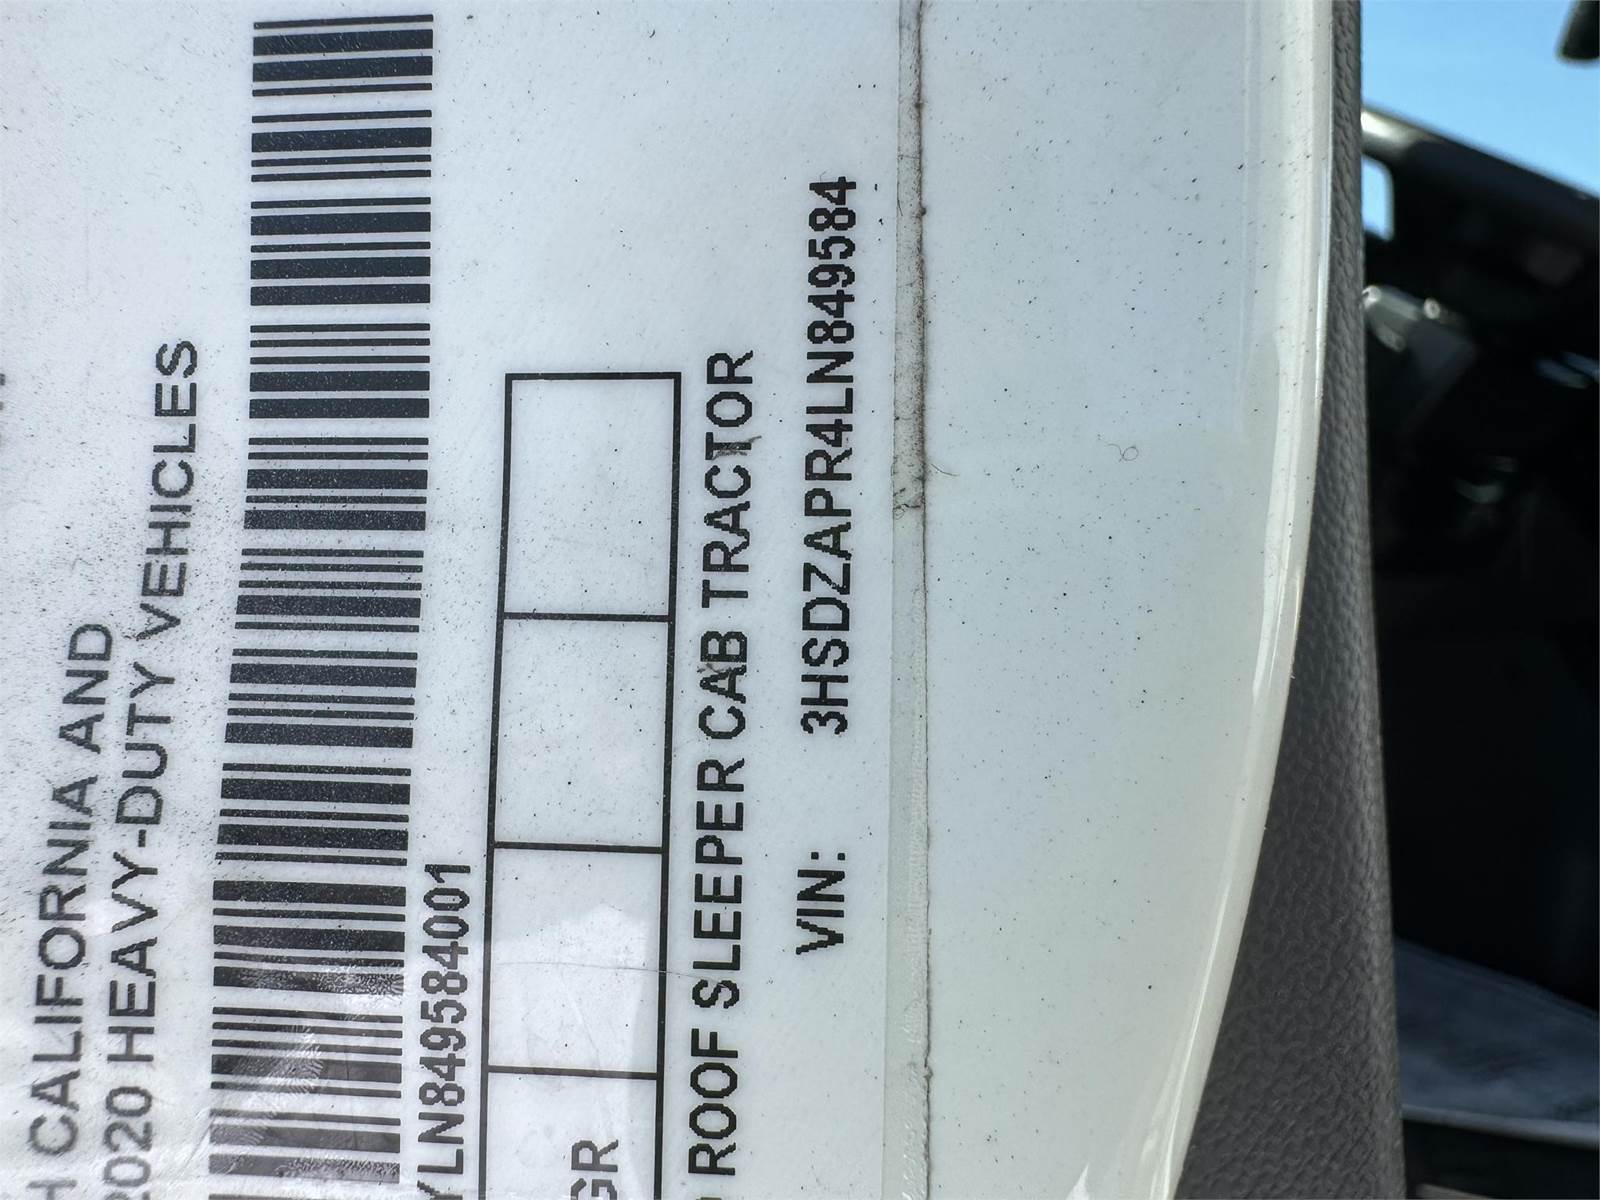 H CALIFORNIA AND
2020 HEAVY-DUTY VEHICLES
LN849584001
GR
ROOF SLEEPER CAB TRACTOR
VIN: 3HSDZAPR4LN849584